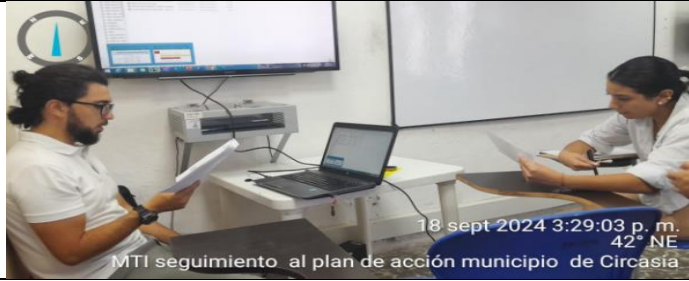 18 sept 2024 3:29:03 p. m.
42° NE
MTI seguimiento al plan de acción municipio de Circasia